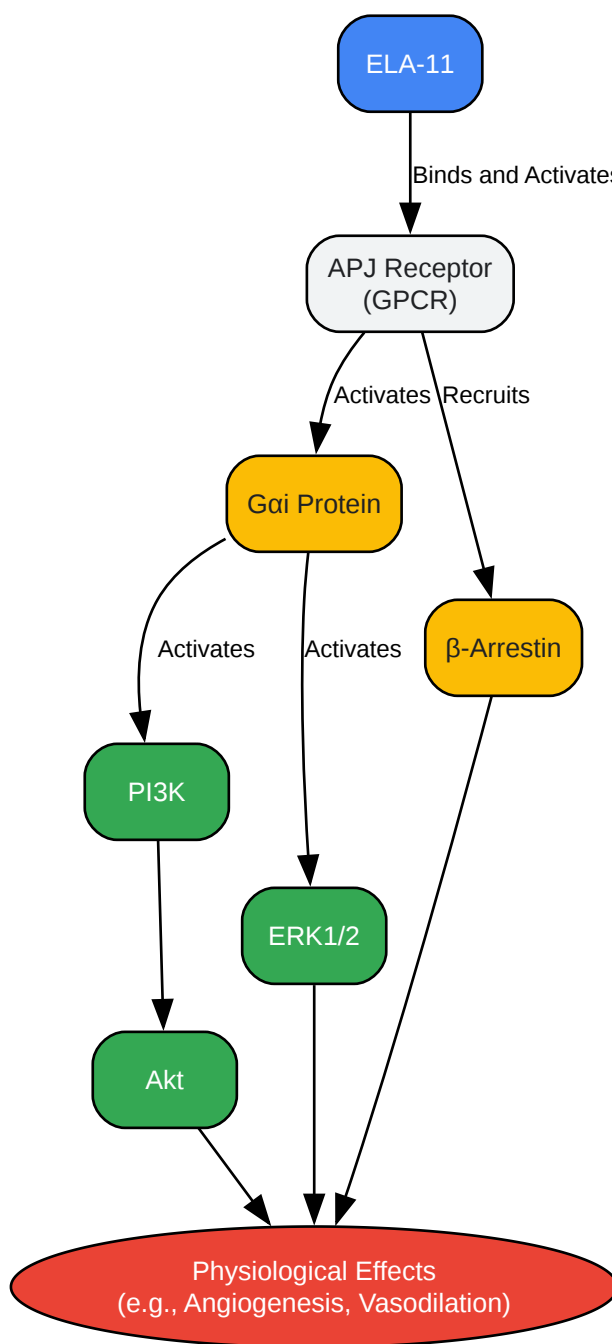 ELA-11
Binds and Activates
APJ Receptor
(GPCR)
Activates
Recruits
Gαi Protein
Activates
Activates
β-Arrestin
PI3K
ERK1/2
Akt
Physiological Effects
(e.g., Angiogenesis, Vasodilation)